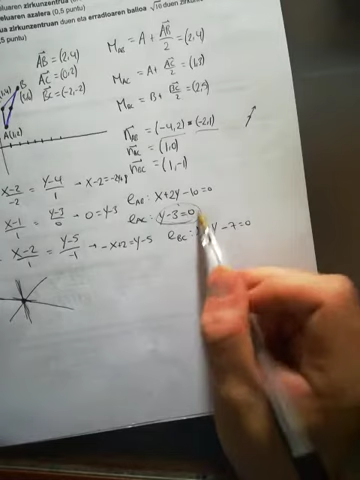 zirkunzentrua (0,5 puntu)
azalera (0,5 puntu)
zirkunzentruan duen eta erradioaren balioa √10 duen zirkun
5 puntu)
AB = (2,4)
AC = (0,2)
BC = (-2,-2)
B
A(1,2)
M_AB = A + AB/2 = (2,4)
M_AC = A + AC/2 = (1,3)
M_BC = B + BC/2 =
n_AB = (-4,2) = (-2,1)
n_AC = (1,0)
n_BC = (1,-1)
x-2/-2 = y-4/1 → x-2=-2y+8 e_AB: x+2y-10=0
x-1/1 = y-3/0 → 0=y-3 e_AC: y-3=0
x-2/1 = y-5/-1 → -x+2=y-5 e_BC: y-7=0